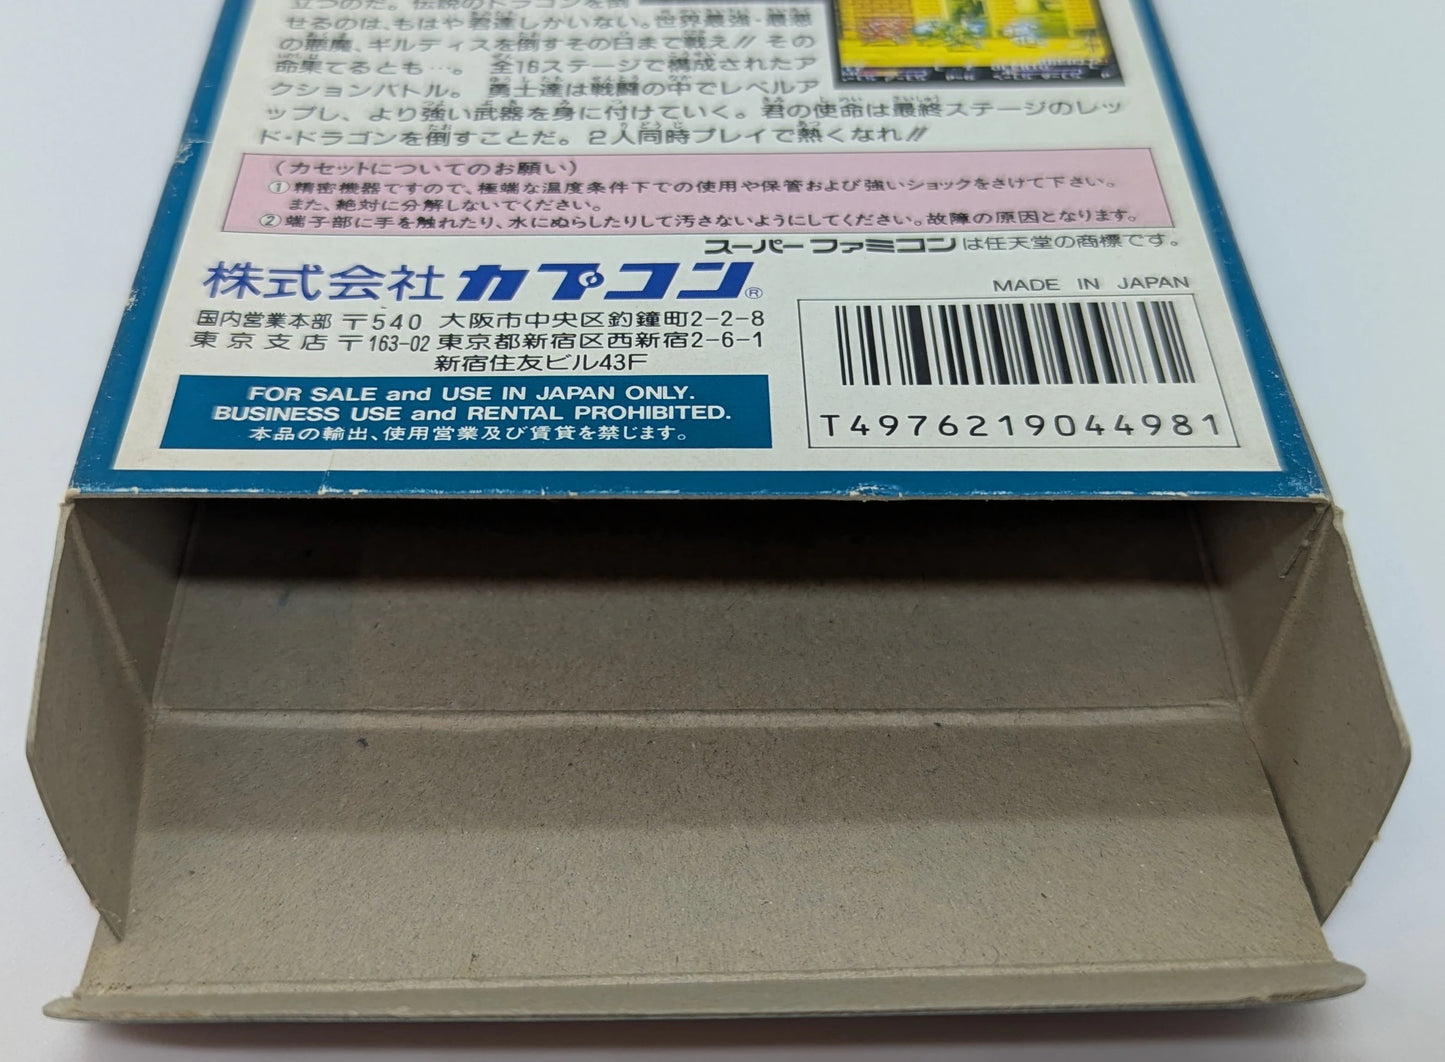 立つのだ。伝説のドラゴンを倒
せるのは、もはや君達しかいない。世界最強・最悪
の悪魔、ギルディスを倒すその日まで戦え!! その
命果てるとも…。 全16ステージで構成されたア
クションバトル。 勇士達は戦闘の中でレベルア
ップし、より強い武器を身に付けていく。君の使命は最終ステージのレッ
ド・ドラゴンを倒すことだ。2人同時プレイで熱くなれ!!
(カセットについてのお願い)
①精密機器ですので、極端な温度条件下での使用や保管および強いショックをさけて下さい。
また、絶対に分解しないでください。
②端子部に手を触れたり、水にぬらしたりして汚さないようにしてください。故障の原因となります。
スーパーファミコンは任天堂の商標です。
株式会社カプコン®
国内営業本部 〒540 大阪市中央区釣鐘町2-2-8
東京支店 〒163-02 東京都新宿区西新宿2-6-1
新宿住友ビル43F
FOR SALE and USE IN JAPAN ONLY.
BUSINESS USE and RENTAL PROHIBITED.
本品の輸出、使用営業及び賃貸を禁じます。
MADE IN JAPAN
T4976219044981